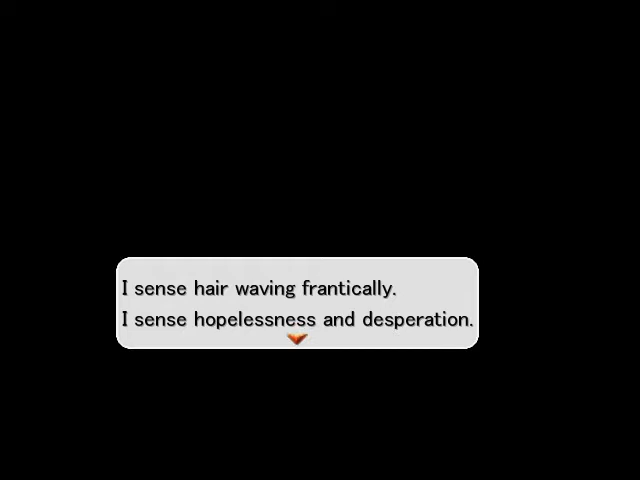 I sense hair waving frantically.
I sense hopelessness and desperation.